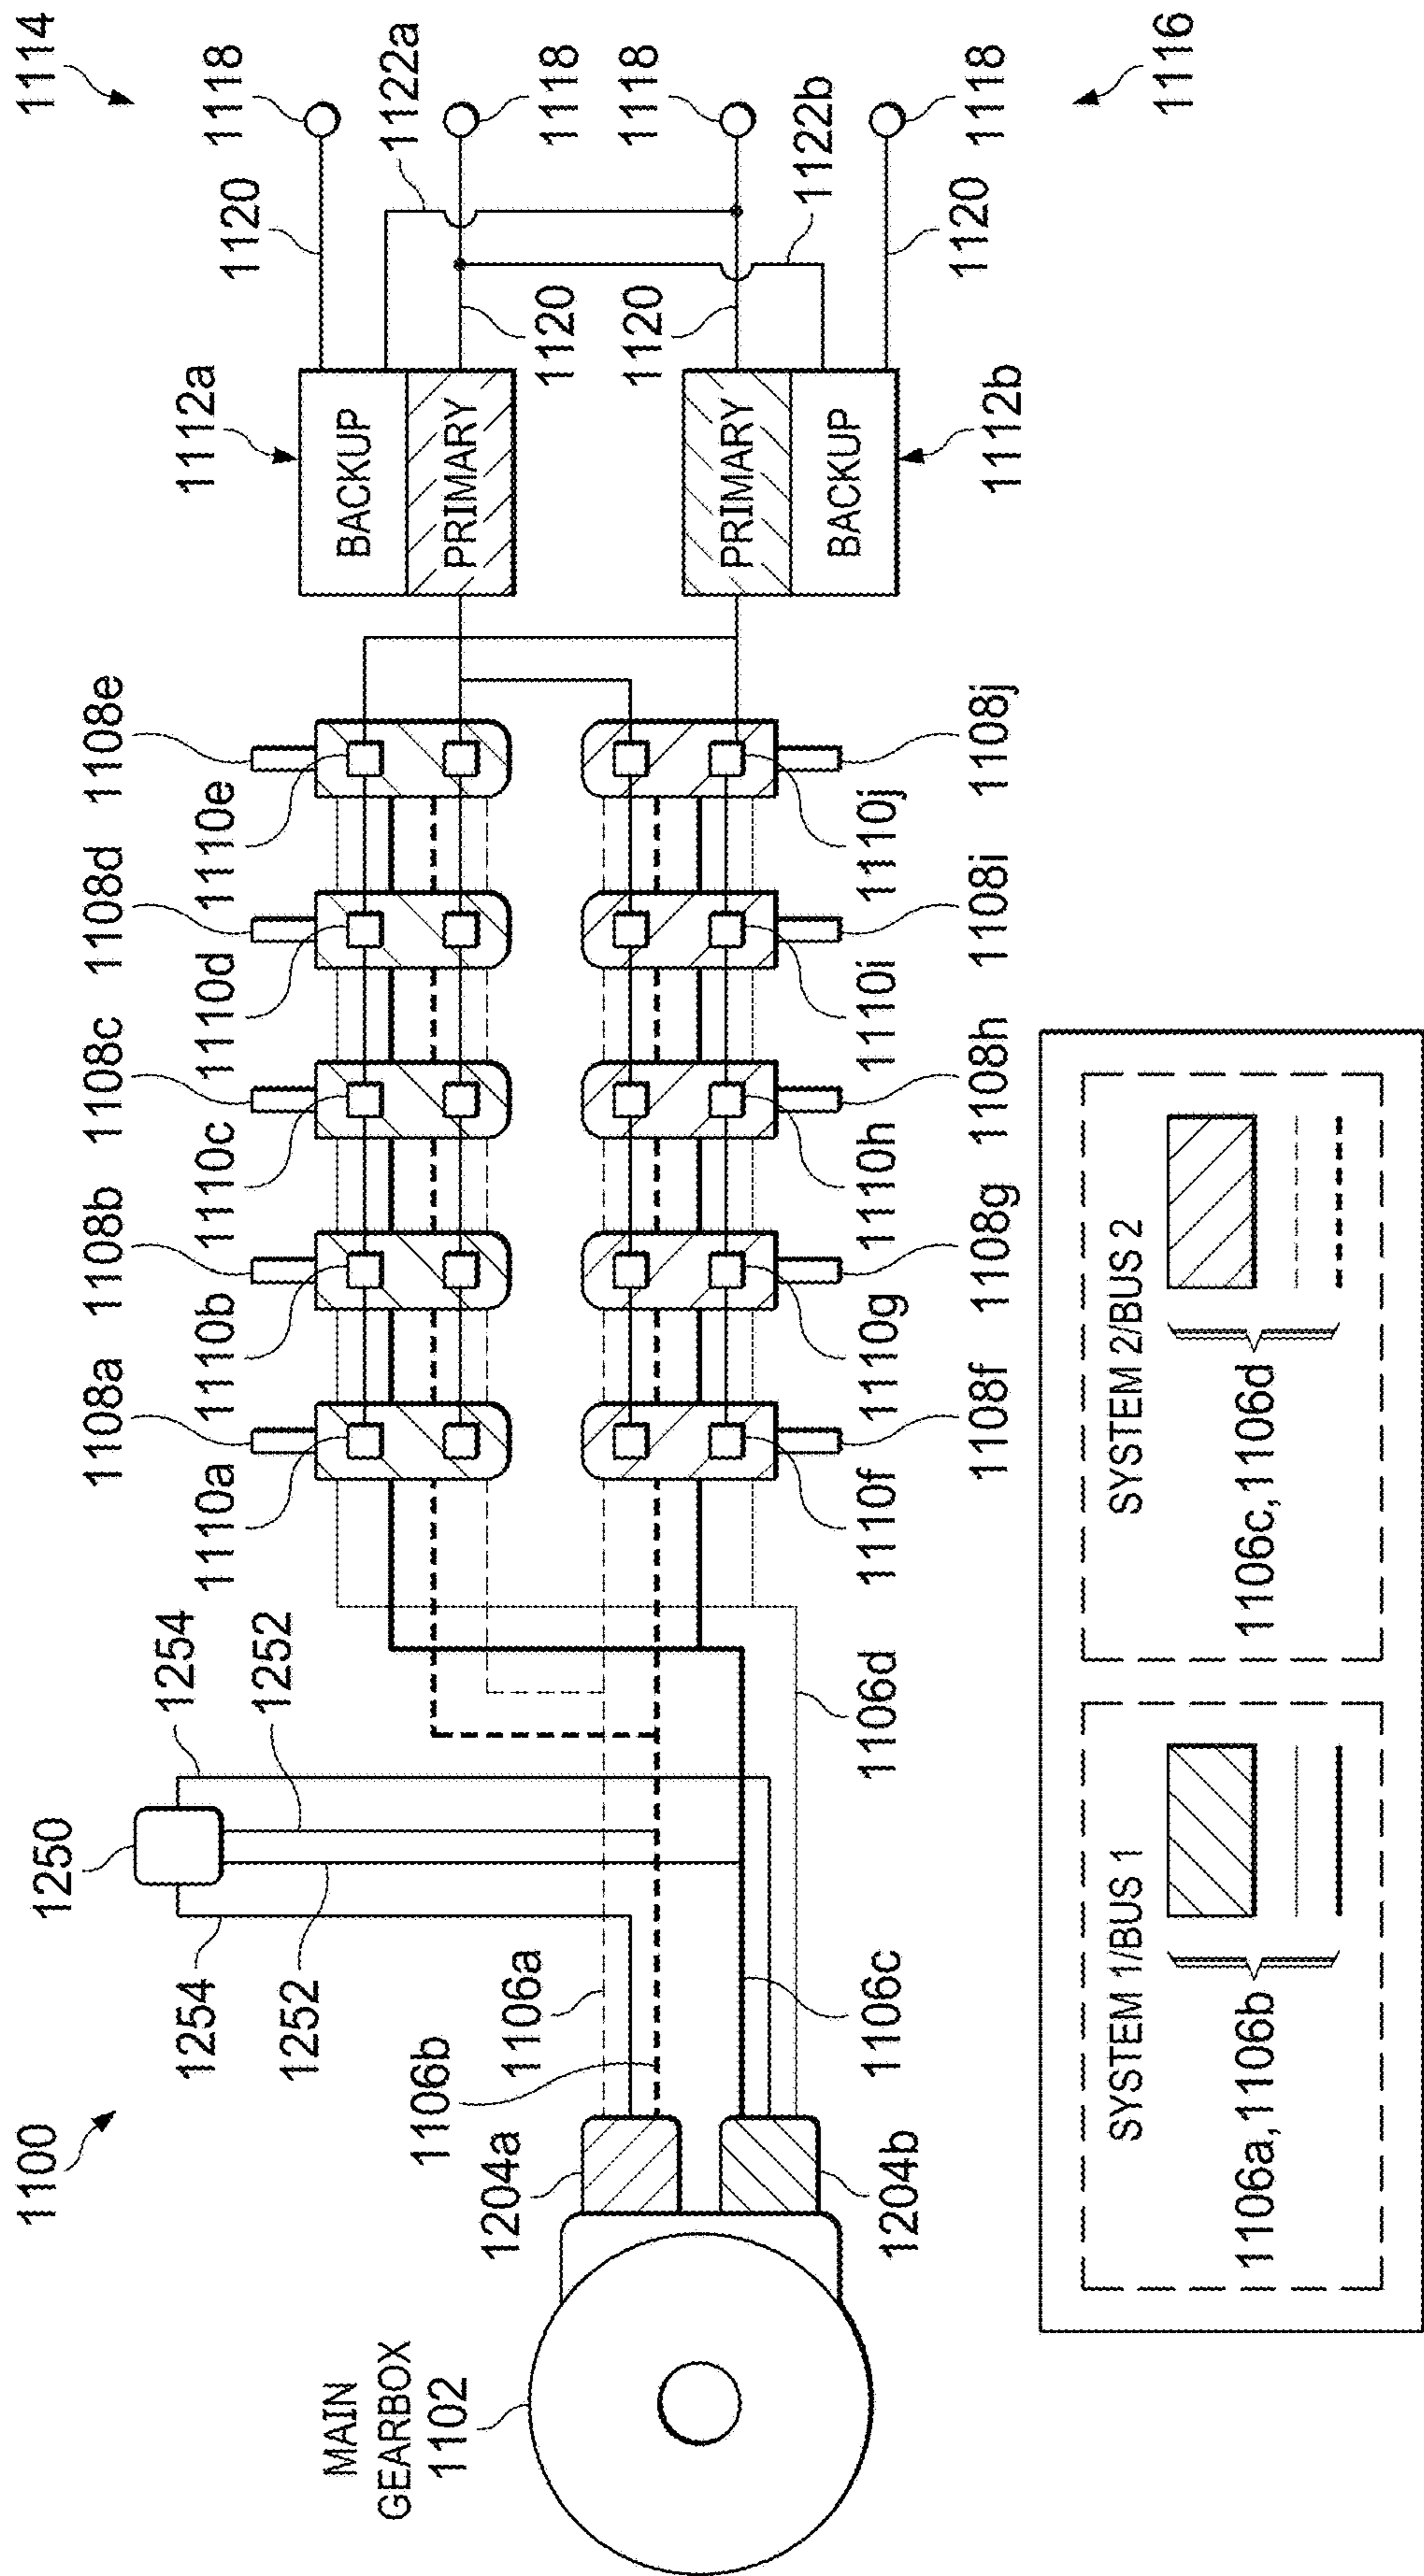 1100
MAIN
GEARBOX
1102
1204a
1204b
1106b
1106a
1106c
1106d
1254
1252
1250
1254
1252
1108a
1108b
1108c
1108d
1108e
1110a
1110b
1110c
1110d
1110e
1110f
1110g
1110h
1110i
1110j
1108f
1108g
1108h
1108i
1108j
1112a
BACKUP
PRIMARY
PRIMARY
BACKUP
1112b
1120
1120
1120
1120
1122a
1122b
1118
1118
1118
1118
1114
1116
SYSTEM 1/BUS 1
1106a,1106b
SYSTEM 2/BUS 2
1106c,1106d